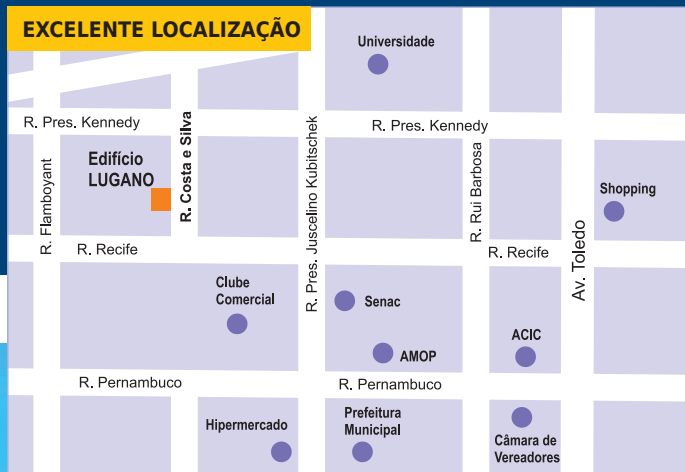 EXCELENTE LOCALIZAÇÃO
Universidade
R. Pres. Kennedy
R. Pres. Kennedy
Edifício
LUGANO
R. Costa e Silva
R. Flamboyant
R. Pres. Juscelino Kubitschek
R. Rui Barbosa
Shopping
Av. Toledo
R. Recife
R. Recife
Clube
Comercial
Senac
ACIC
AMOP
R. Pernambuco
R. Pernambuco
Hipermercado
Prefeitura
Municipal
Câmara de
Vereadores